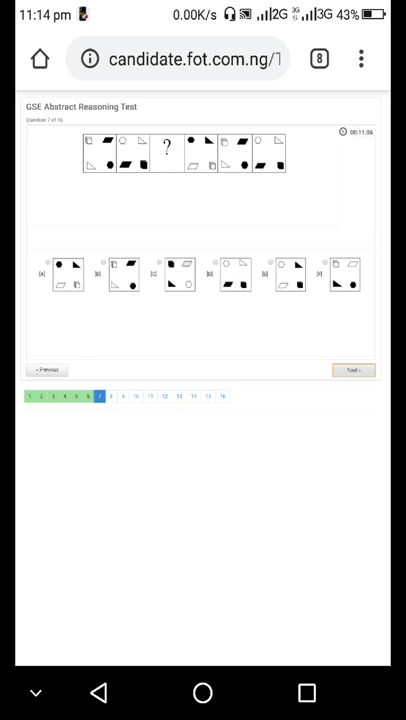 11:14 pm 0.00K/s 2G 3G 3G 43%
candidate.fot.com.ng/1 8
GSE Abstract Reasoning Test
Question 7 of 16
00:11:06
?
[A] [B] [C] [D] [E] [F]
« Previous Next »
1 2 3 4 5 6 7 8 9 10 11 12 13 14 15 16